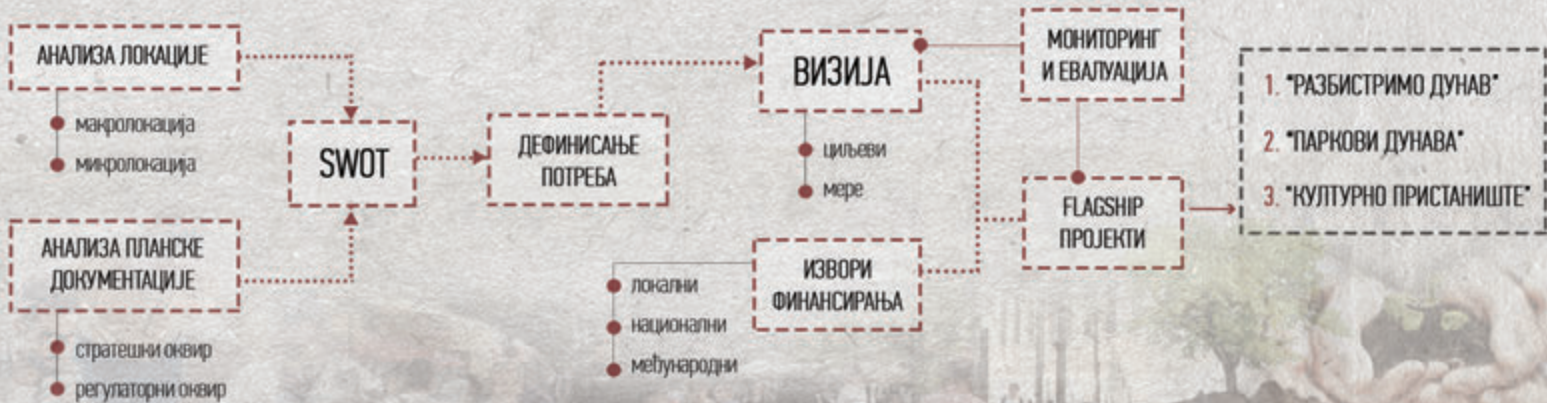 АНАЛИЗА ЛОКАЦИЈЕ
макролокација
микролокација
АНАЛИЗА ПЛАНСКЕ
ДОКУМЕНТАЦИЈЕ
стратешки оквир
регулаторни оквир
SWOT
ДЕФИНИСАЊЕ
ПОТРЕБА
ВИЗИЈА
циљеви
мере
ИЗВОРИ
ФИНАНСИРАЊА
локални
национални
међународни
МОНИТОРИНГ
И ЕВАЛУАЦИЈА
FLAGSHIP
ПРОЈЕКТИ
1. "РАЗБИСТРИМО ДУНАВ"
2. "ПАРКОВИ ДУНАВА"
3. "КУЛТУРНО ПРИСТАНИШТЕ"